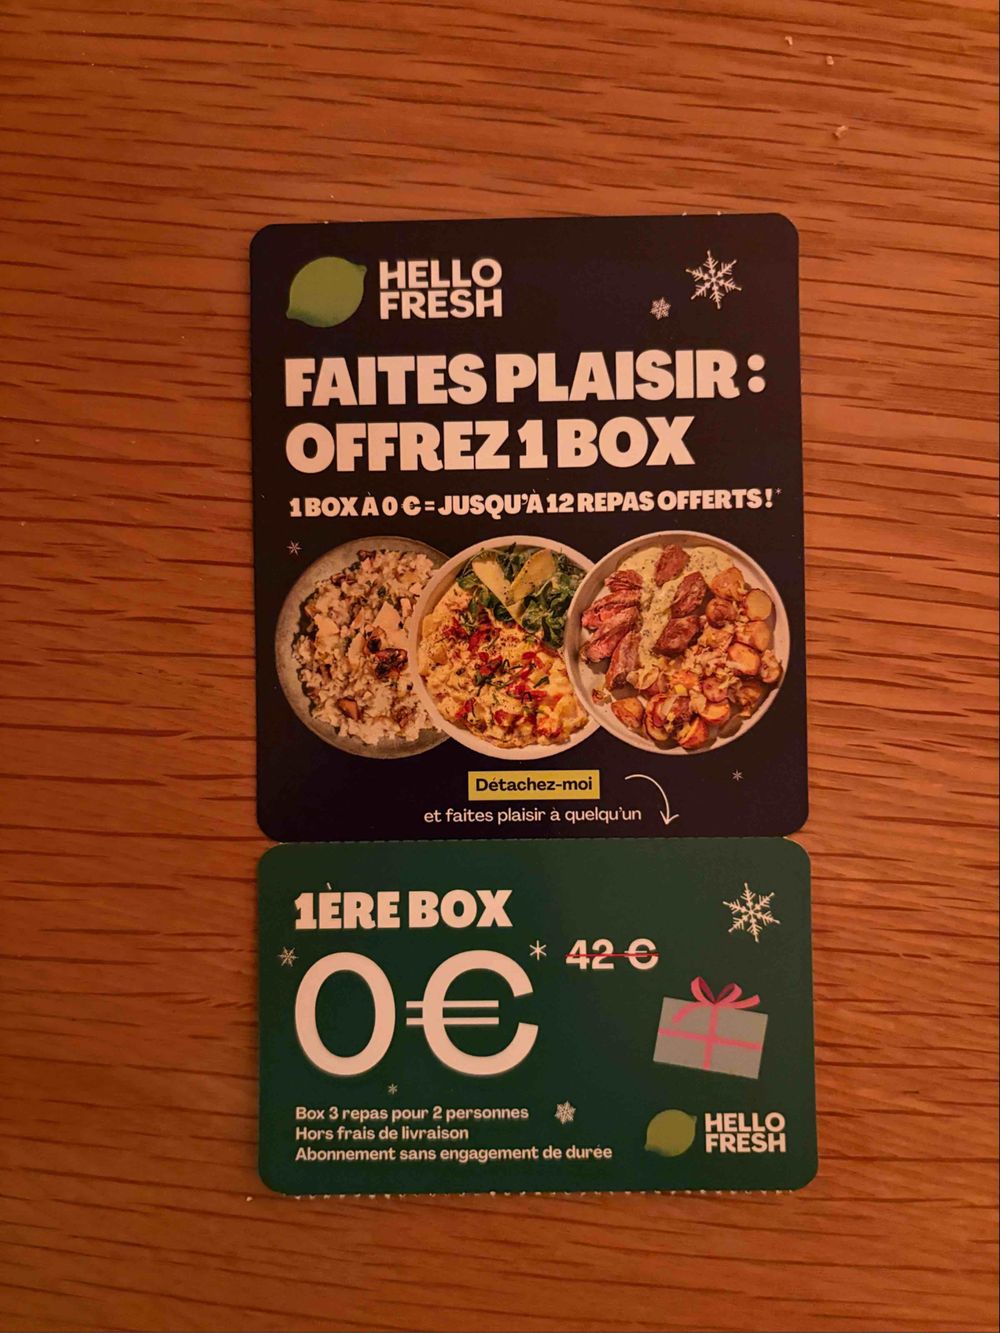 HELLO
FRESH
FAITES PLAISIR :
OFFREZ 1 BOX
1 BOX À 0 € = JUSQU'À 12 REPAS OFFERTS !*
Détachez-moi
et faites plaisir à quelqu'un
1ÈRE BOX
0€* 42 €
Box 3 repas pour 2 personnes
Hors frais de livraison
Abonnement sans engagement de durée
HELLO
FRESH